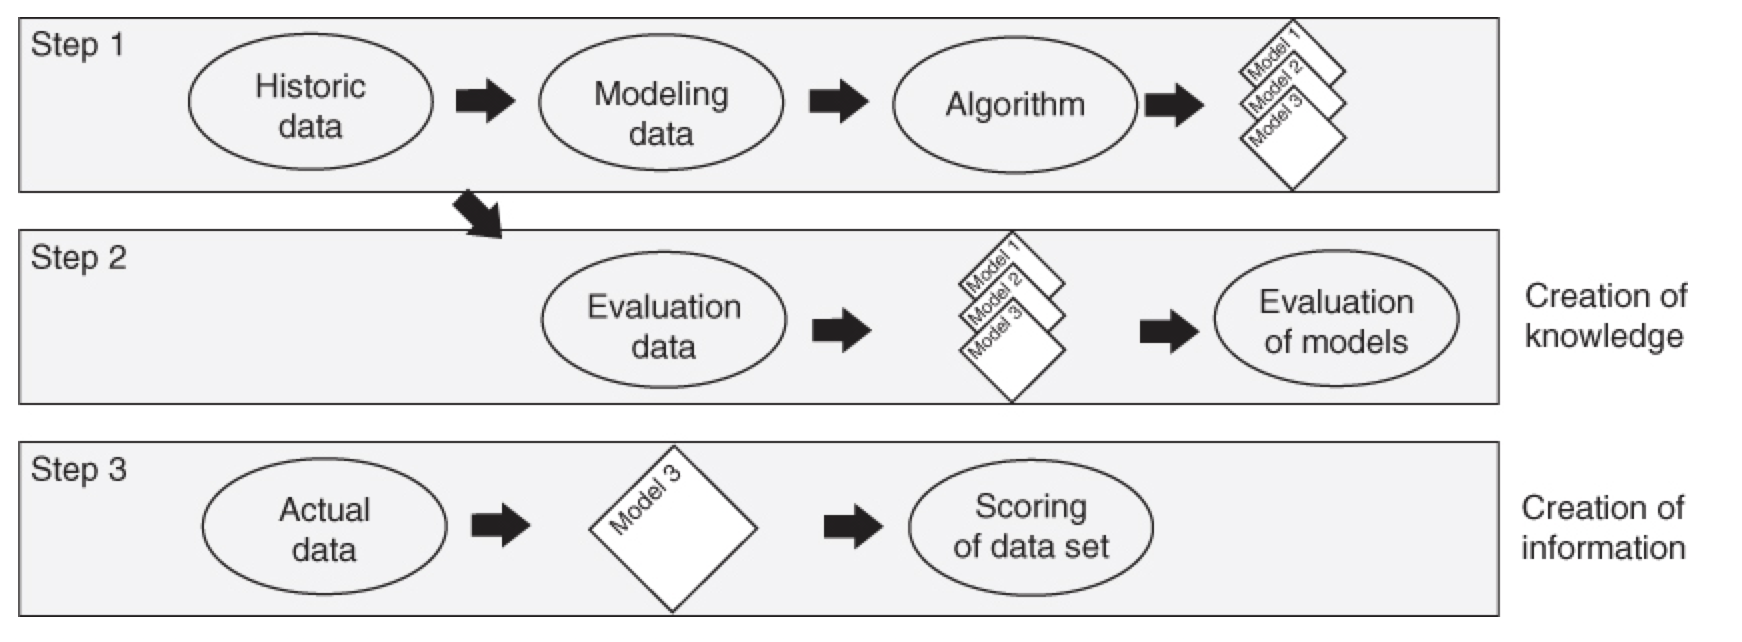 Step 1
Historic
data
Modeling
data
Algorithm
Model 1
Model 2
Model 3
Step 2
Evaluation
data
Model 1
Model 2
Model 3
Evaluation
of models
Creation of
knowledge
Step 3
Actual
data
Model 3
Scoring
of data set
Creation of
information